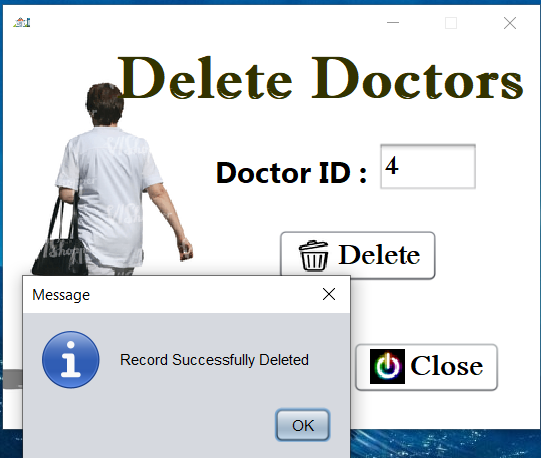 Delete Doctors
Doctor ID :
4
Delete
Message
Record Successfully Deleted
OK
Close